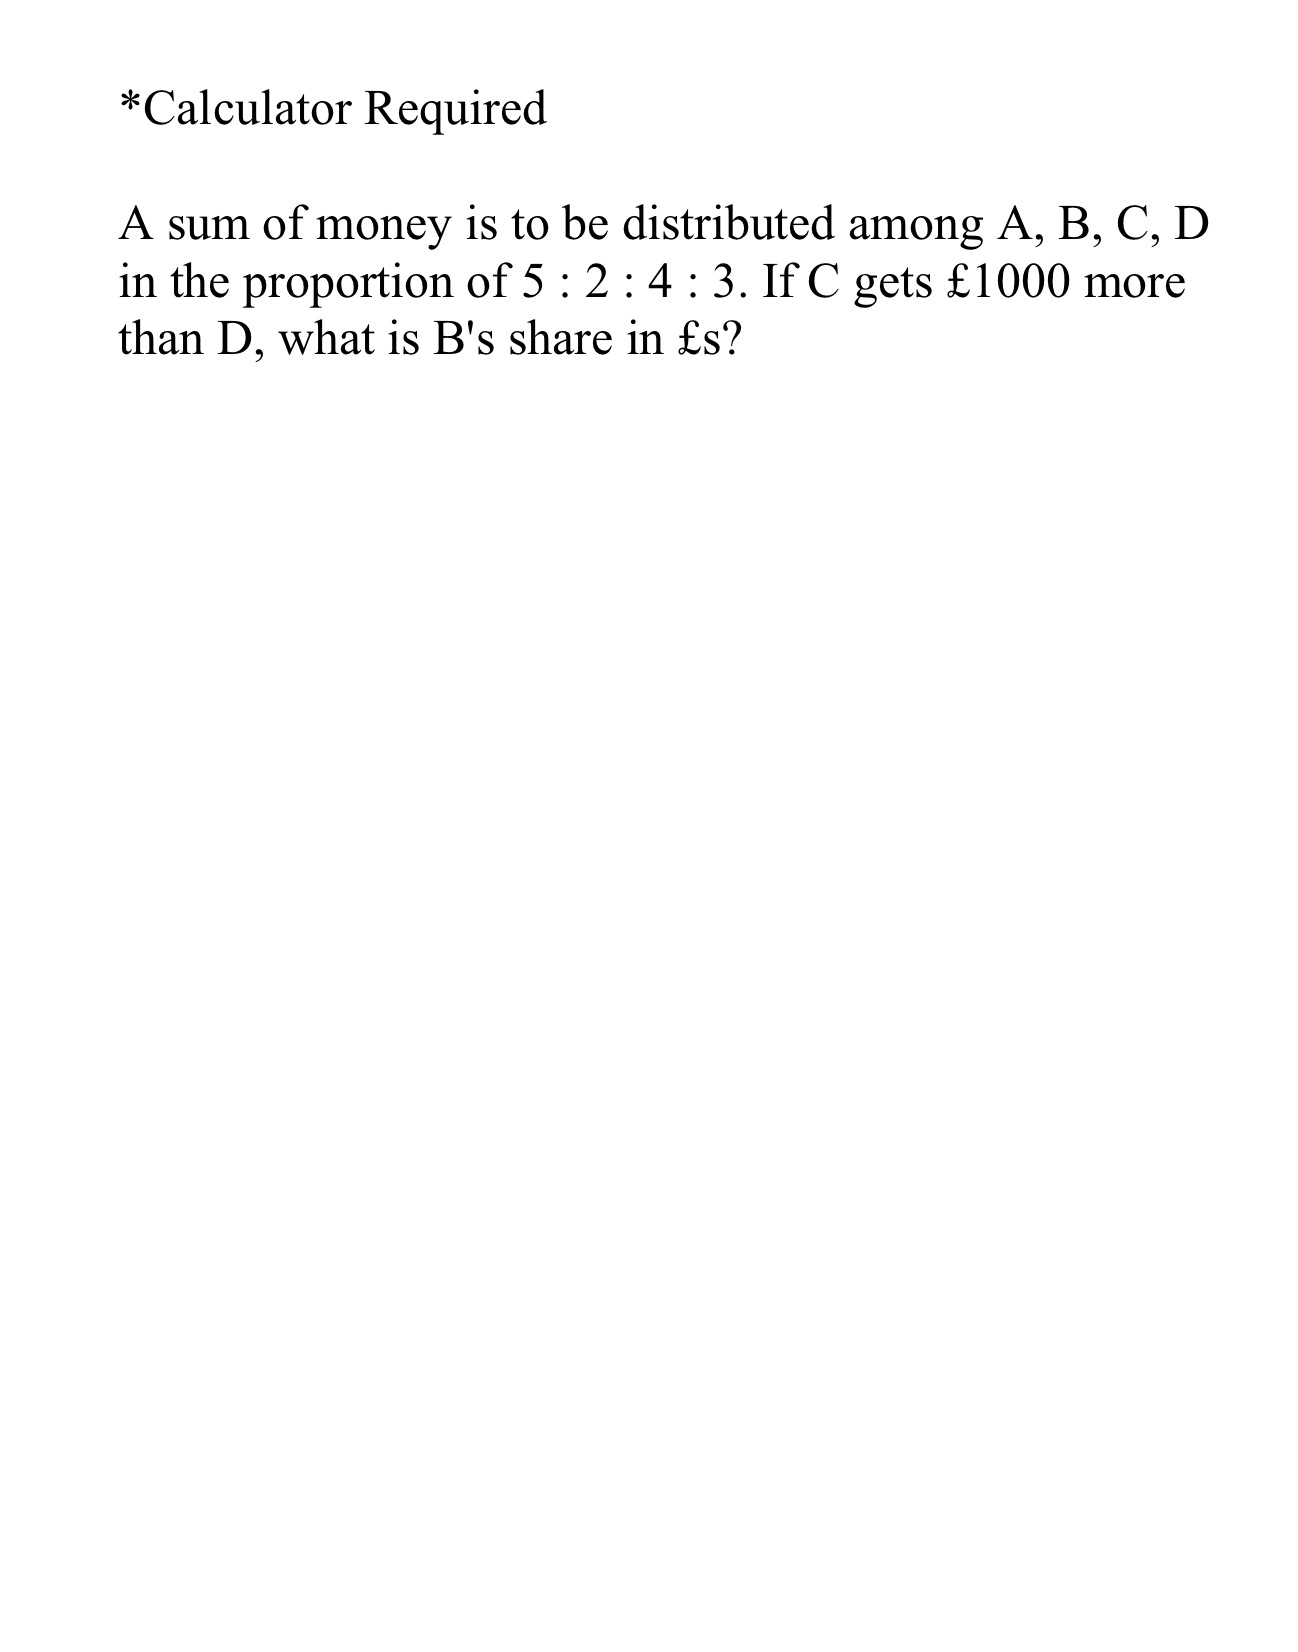 *Calculator Required
A sum of money is to be distributed among A, B, C, D
in the proportion of 5 : 2 : 4 : 3. If C gets £1000 more
than D, what is B's share in £s?